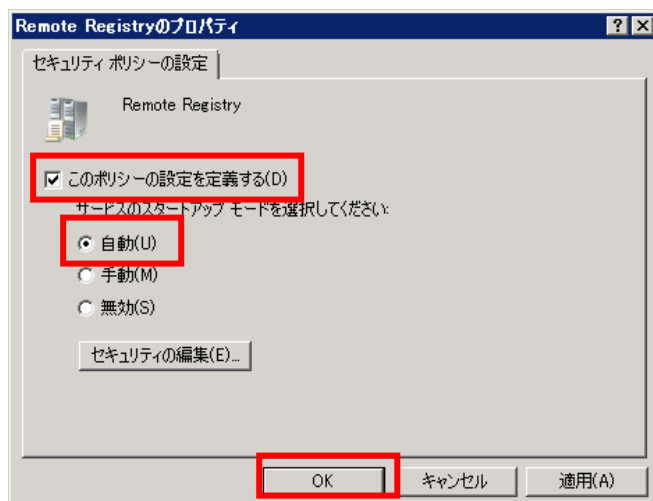 Remote Registryのプロパティ
セキュリティ ポリシーの設定
Remote Registry
このポリシーの設定を定義する(D)
サービスのスタートアップ モードを選択してください:
自動(U)
手動(M)
無効(S)
セキュリティの編集(E)...
OK キャンセル 適用(A)